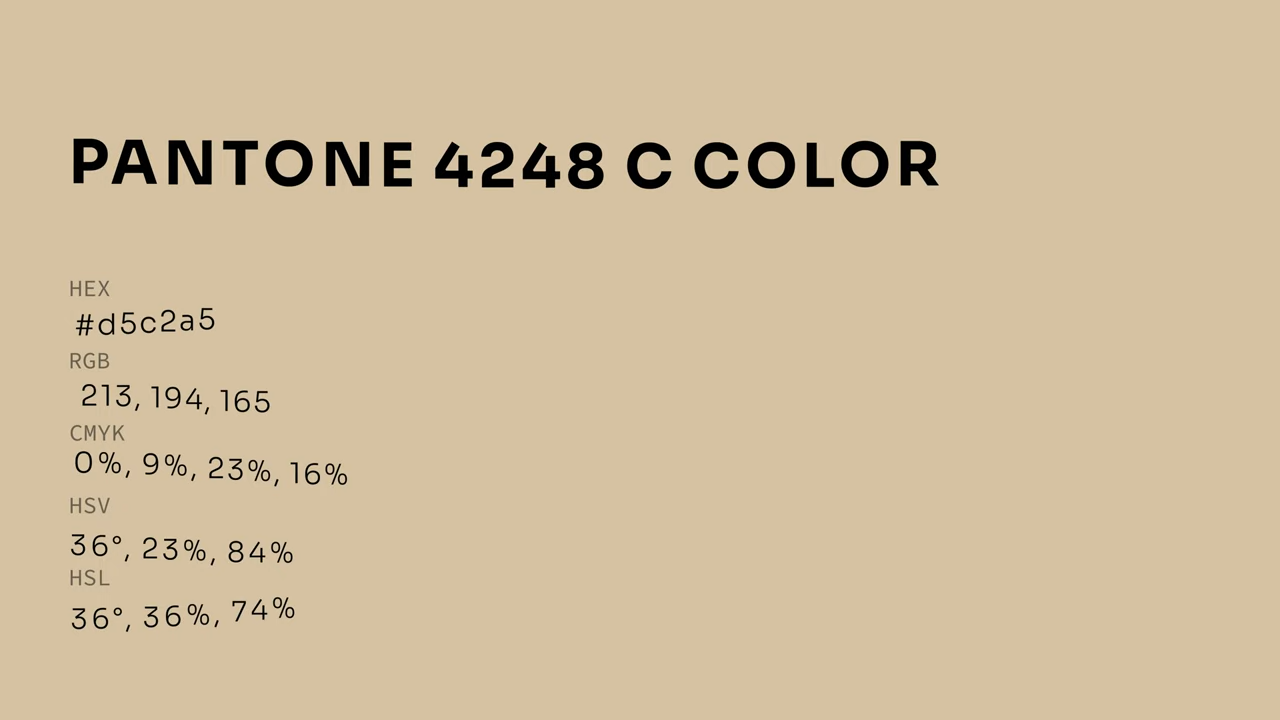 PANTONE 4248 C COLOR
HEX
#d5c2a5
RGB
213, 194, 165
CMYK
0%, 9%, 23%, 16%
HSV
36°, 23%, 84%
HSL
36°, 36%, 74%